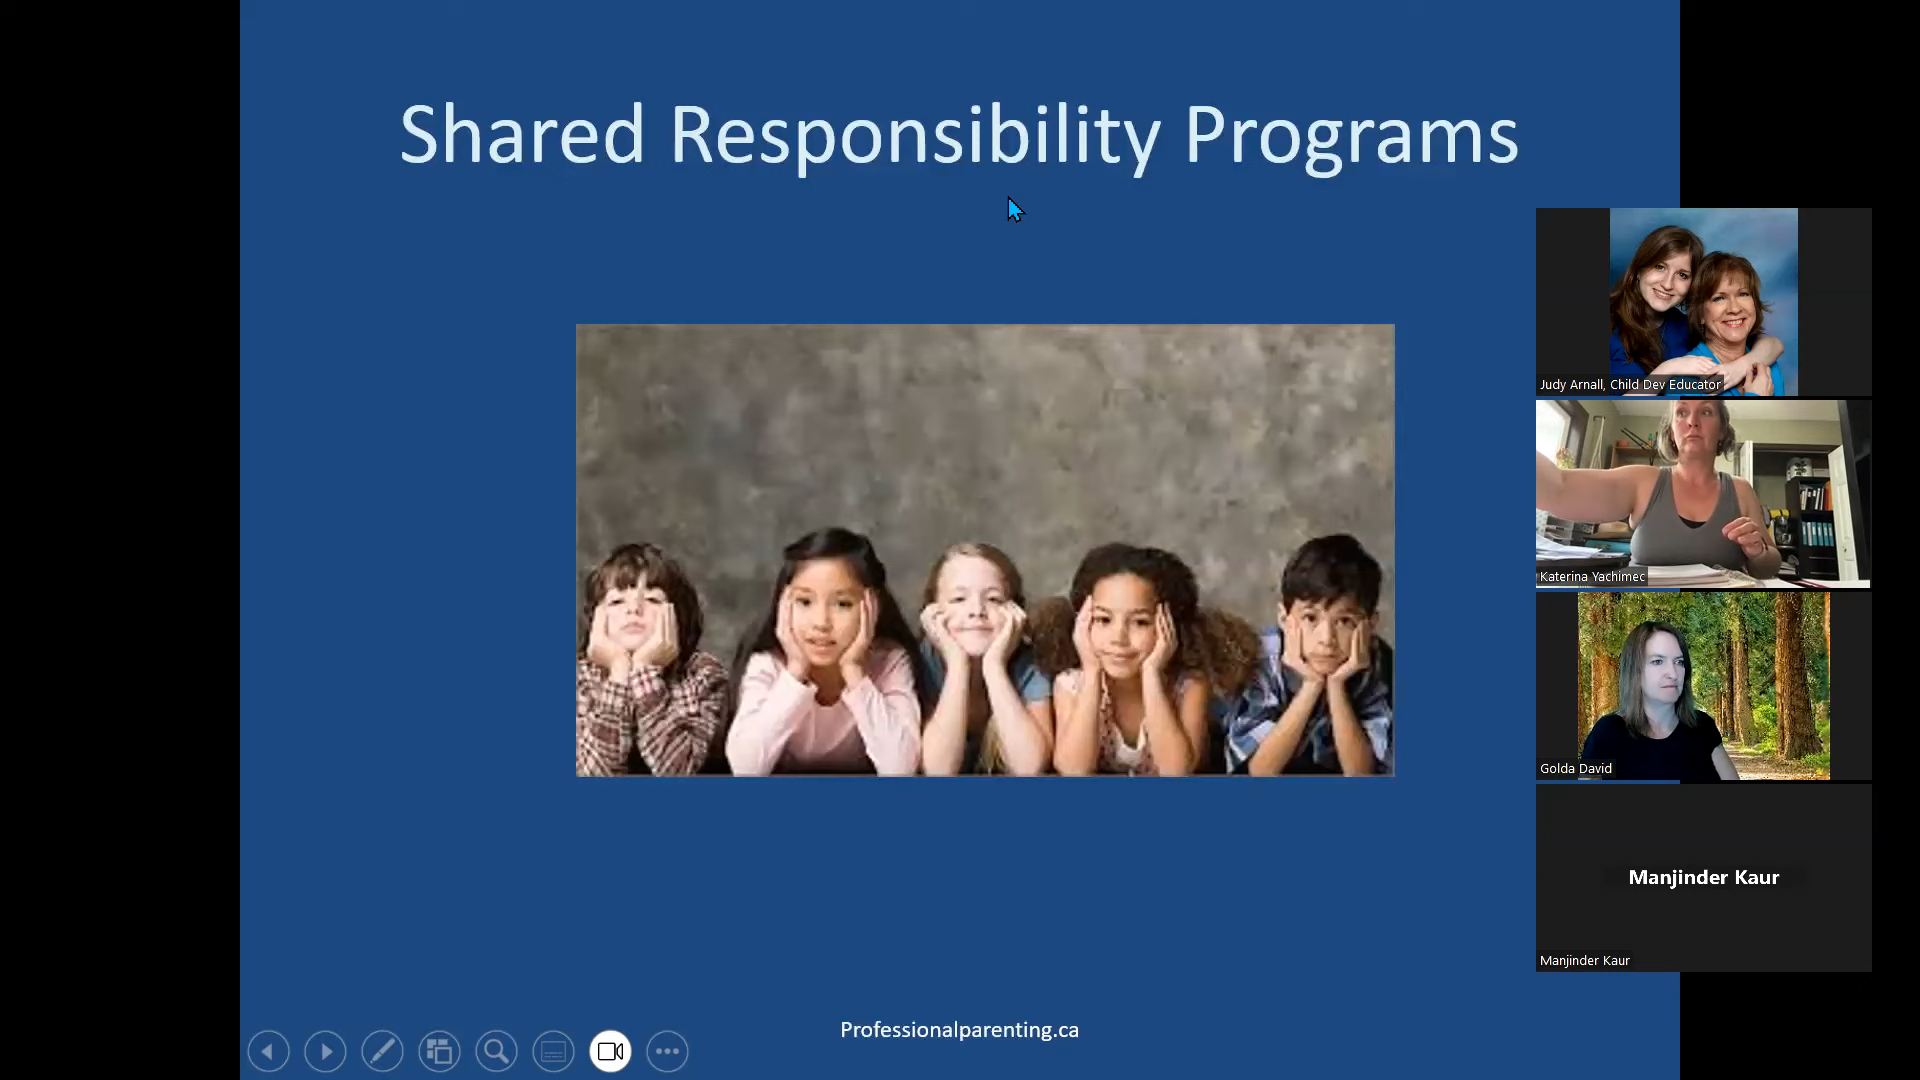 Shared Responsibility Programs
Judy Arnall, Child Dev Educator
Katerina Yachimec
Golda David
Manjinder Kaur
Manjinder Kaur
Professionalparenting.ca